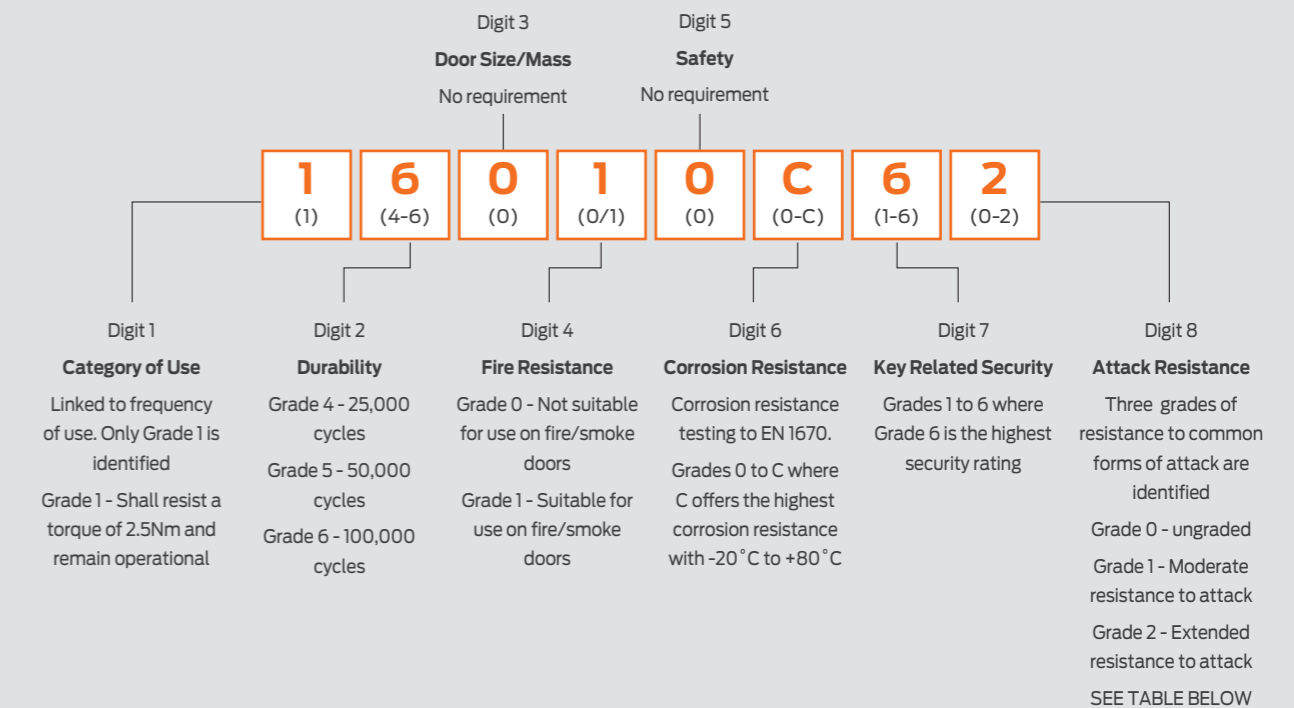 Digit 3
Door Size/Mass
No requirement
Digit 5
Safety
No requirement
1
(1)
6
(4-6)
0
(0)
1
(0/1)
0
(0)
C
(0-C)
6
(1-6)
2
(0-2)
Digit 1
Category of Use
Linked to frequency
of use. Only Grade 1 is
identified
Grade 1 - Shall resist a
torque of 2.5Nm and
remain operational
Digit 2
Durability
Grade 4 - 25,000
cycles
Grade 5 - 50,000
cycles
Grade 6 - 100,000
cycles
Digit 4
Fire Resistance
Grade 0 - Not suitable
for use on fire/smoke
doors
Grade 1 - Suitable for
use on fire/smoke
doors
Digit 6
Corrosion Resistance
Corrosion resistance
testing to EN 1670.
Grades 0 to C where
C offers the highest
corrosion resistance
with -20˚C to +80˚C
Digit 7
Key Related Security
Grades 1 to 6 where
Grade 6 is the highest
security rating
Digit 8
Attack Resistance
Three grades of
resistance to common
forms of attack are
identified
Grade 0 - ungraded
Grade 1 - Moderate
resistance to attack
Grade 2 - Extended
resistance to attack
SEE TABLE BELOW